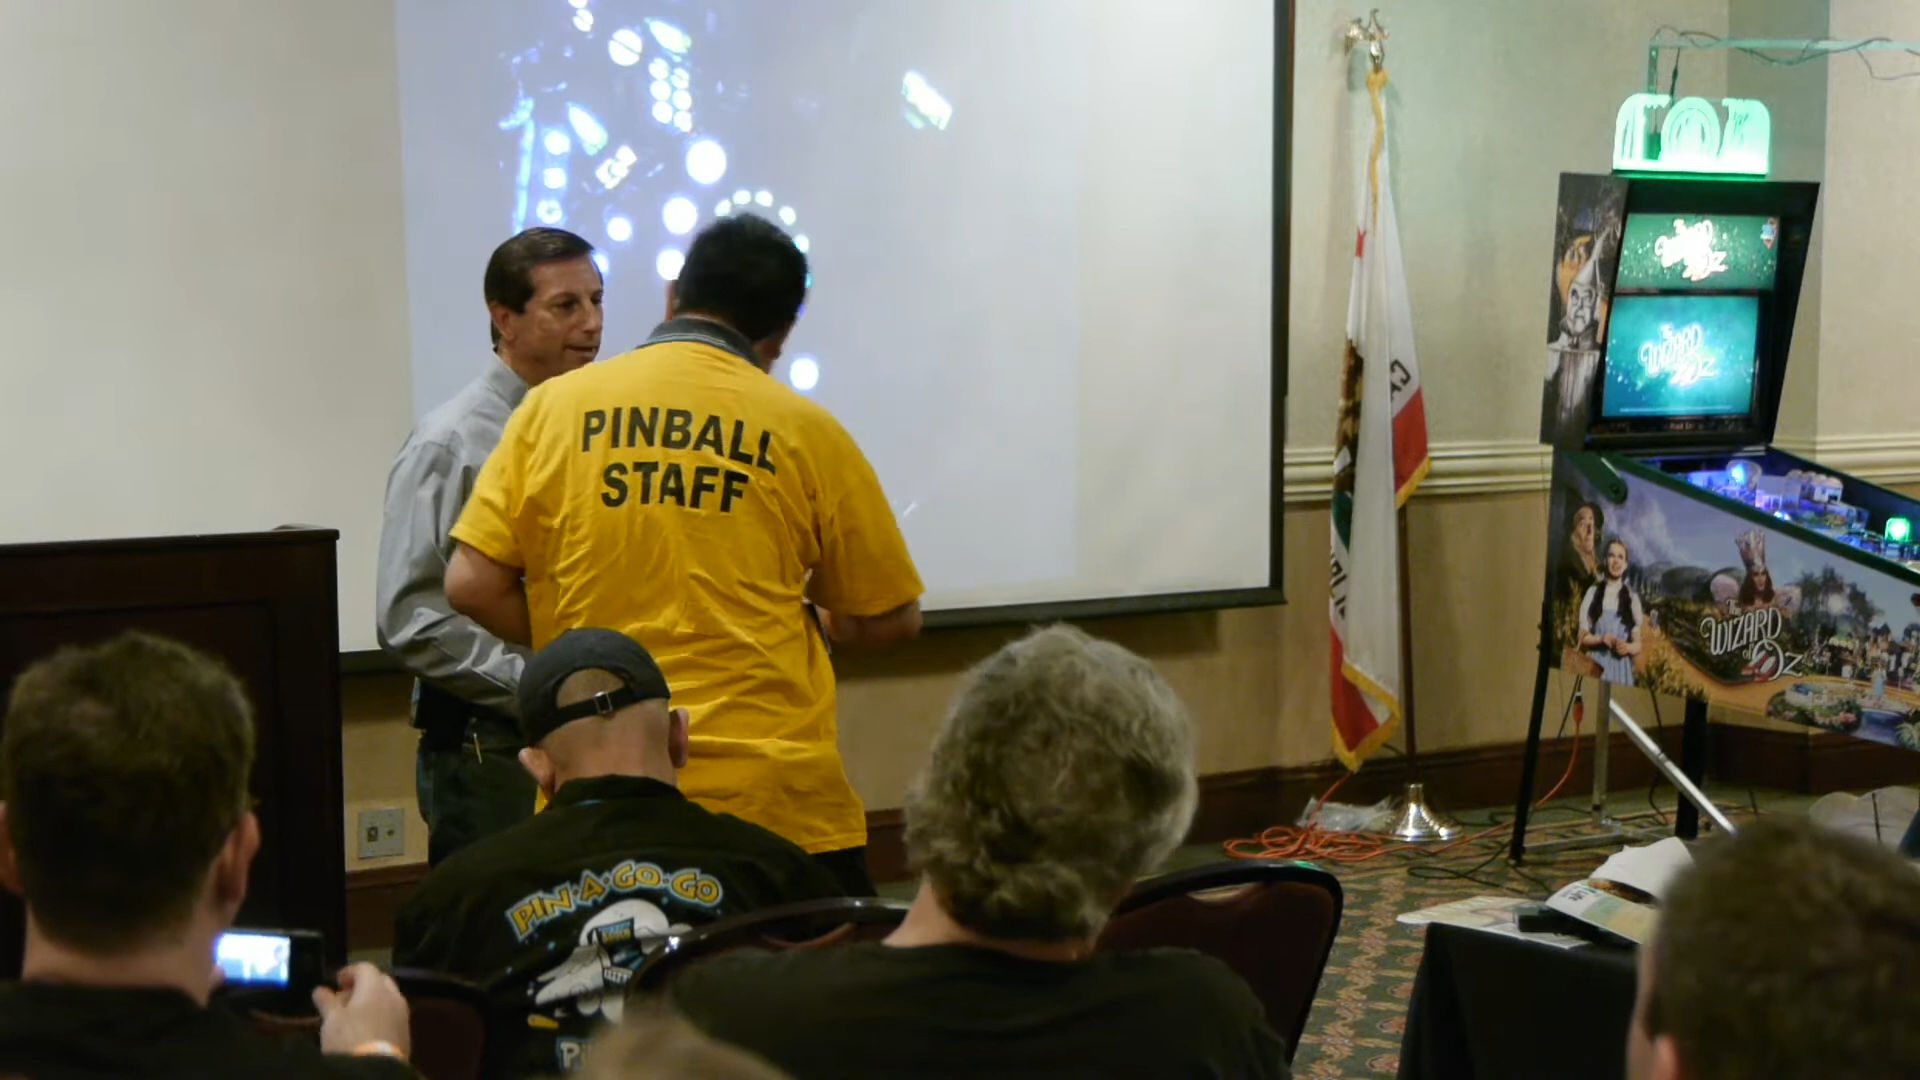 PINBALL
STAFF
PIN·A·GO·GO
The
WIZARD
of OZ
The
WIZARD
of OZ
The
WIZARD
of OZ